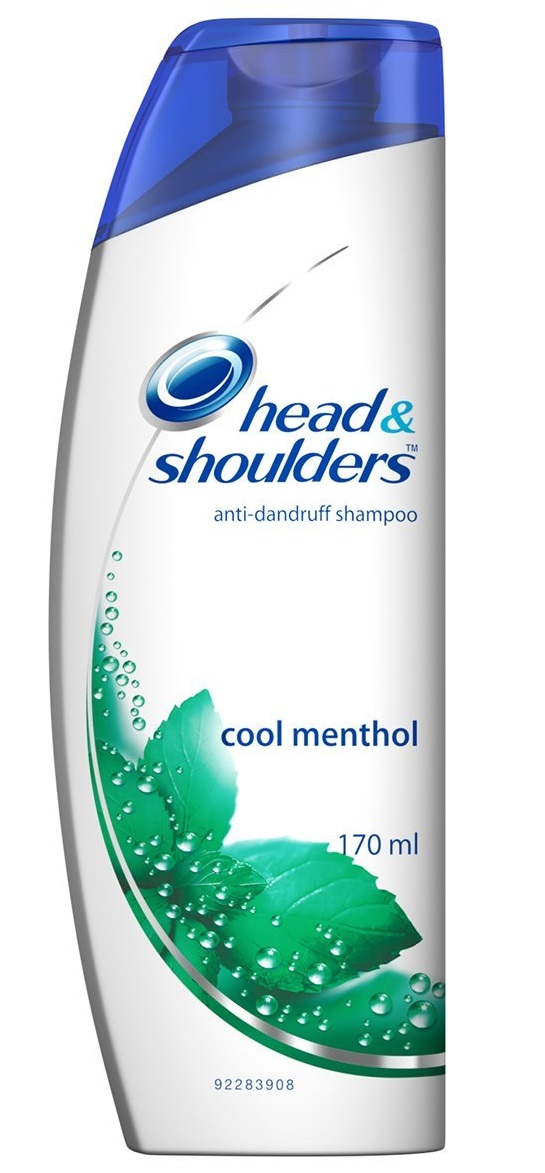 head&
shoulders™
anti-dandruff shampoo
cool menthol
170 ml
92283908